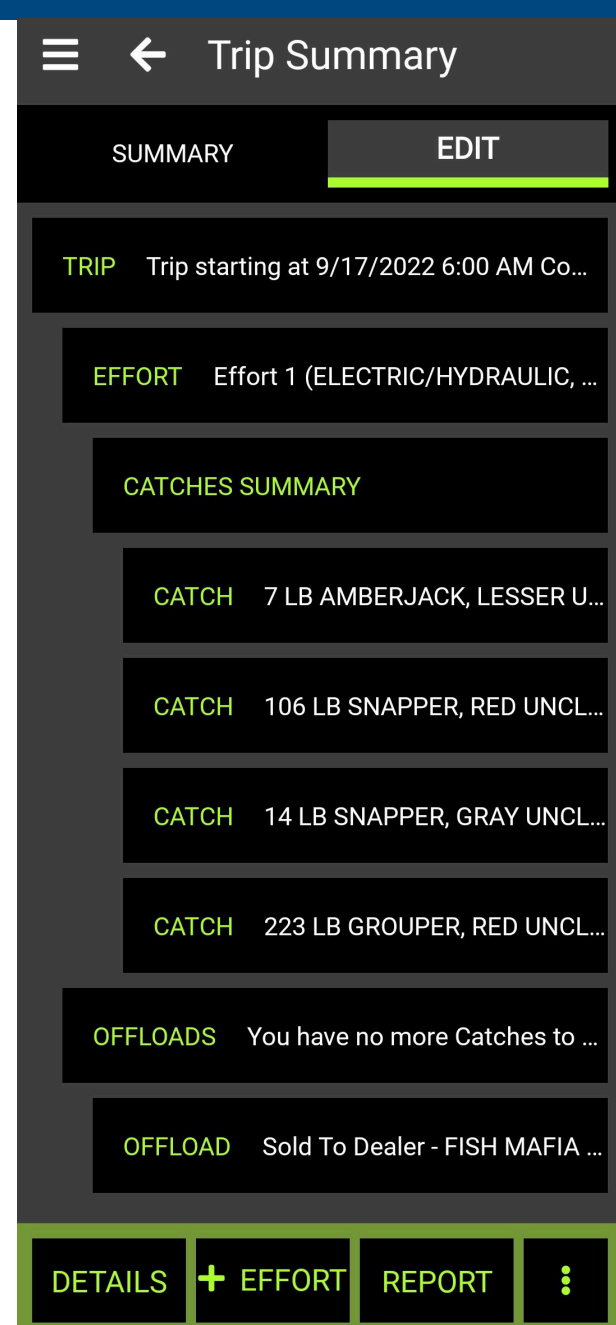 Trip Summary
SUMMARY EDIT
TRIP Trip starting at 9/17/2022 6:00 AM Co...
EFFORT Effort 1 (ELECTRIC/HYDRAULIC, ...
CATCHES SUMMARY
CATCH 7 LB AMBERJACK, LESSER U...
CATCH 106 LB SNAPPER, RED UNCL...
CATCH 14 LB SNAPPER, GRAY UNCL...
CATCH 223 LB GROUPER, RED UNCL...
OFFLOADS You have no more Catches to ...
OFFLOAD Sold To Dealer - FISH MAFIA ...
DETAILS + EFFORT REPORT